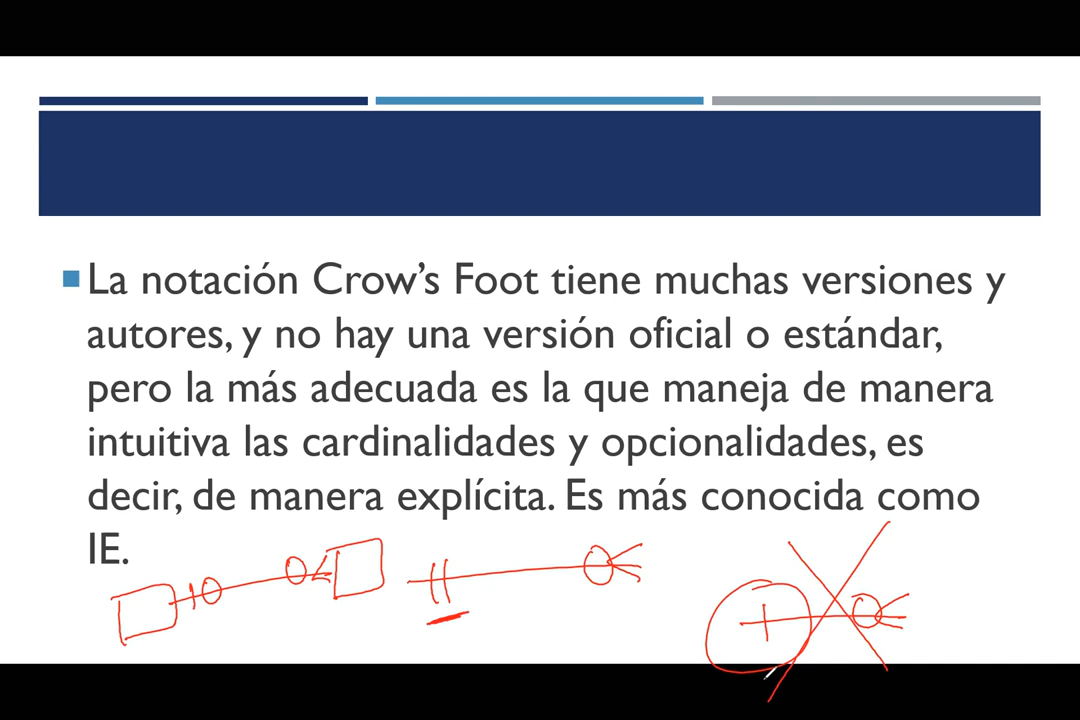 La notación Crow’s Foot tiene muchas versiones y
autores, y no hay una versión oficial o estándar,
pero la más adecuada es la que maneja de manera
intuitiva las cardinalidades y opcionalidades, es
decir, de manera explícita. Es más conocida como
IE.